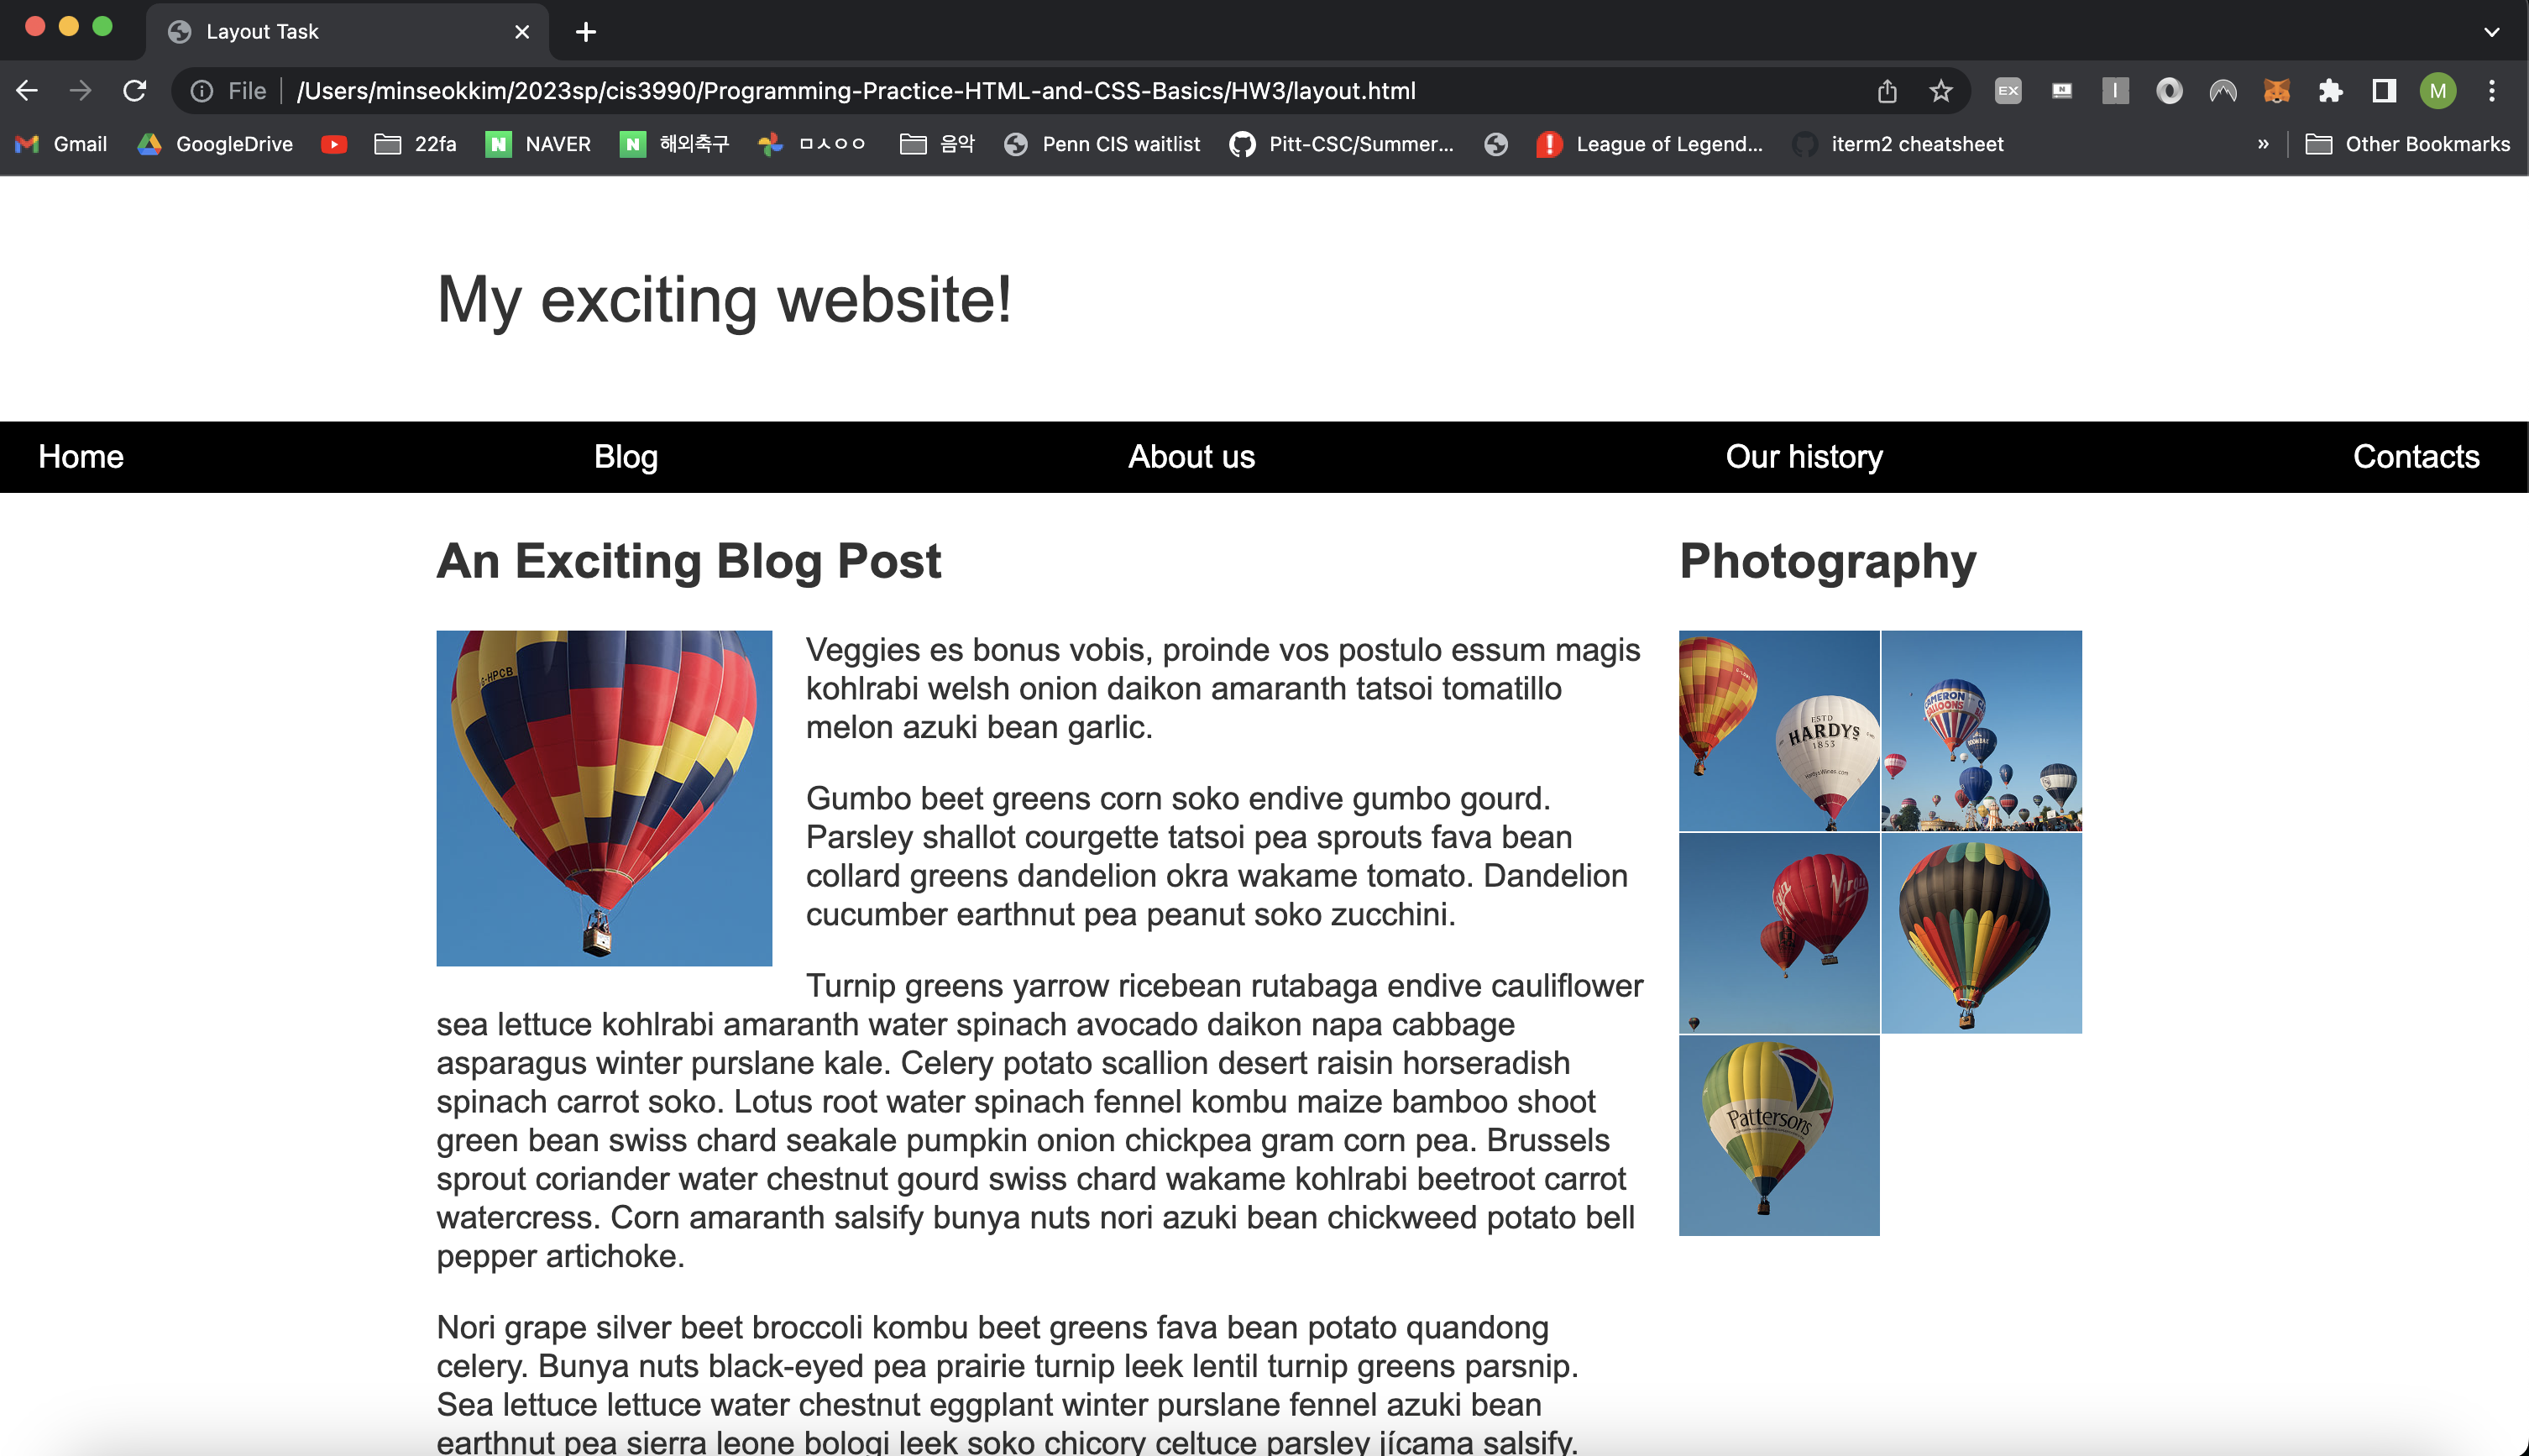 Layout Task
File /Users/minseokkim/2023sp/cis3990/Programming-Practice-HTML-and-CSS-Basics/HW3/layout.html
EX
N
I
M
Gmail
GoogleDrive
22fa
N NAVER
N 해외축구
ㅁㅅㅇㅇ
음악
Penn CIS waitlist
Pitt-CSC/Summer...
League of Legend...
iterm2 cheatsheet
»
Other Bookmarks
My exciting website!
Home Blog About us Our history Contacts
An Exciting Blog Post
G-HPCB
Veggies es bonus vobis, proinde vos postulo essum magis
kohlrabi welsh onion daikon amaranth tatsoi tomatillo
melon azuki bean garlic.
Gumbo beet greens corn soko endive gumbo gourd.
Parsley shallot courgette tatsoi pea sprouts fava bean
collard greens dandelion okra wakame tomato. Dandelion
cucumber earthnut pea peanut soko zucchini.
Turnip greens yarrow ricebean rutabaga endive cauliflower
sea lettuce kohlrabi amaranth water spinach avocado daikon napa cabbage
asparagus winter purslane kale. Celery potato scallion desert raisin horseradish
spinach carrot soko. Lotus root water spinach fennel kombu maize bamboo shoot
green bean swiss chard seakale pumpkin onion chickpea gram corn pea. Brussels
sprout coriander water chestnut gourd swiss chard wakame kohlrabi beetroot carrot
watercress. Corn amaranth salsify bunya nuts nori azuki bean chickweed potato bell
pepper artichoke.
Nori grape silver beet broccoli kombu beet greens fava bean potato quandong
celery. Bunya nuts black-eyed pea prairie turnip leek lentil turnip greens parsnip.
Sea lettuce lettuce water chestnut eggplant winter purslane fennel azuki bean
earthnut pea sierra leone bologi leek soko chicory celtuce parsley jícama salsify.
Photography
ESTD
HARDYS
1853
CAMERON
BALLOONS
Virgin
Pattersons